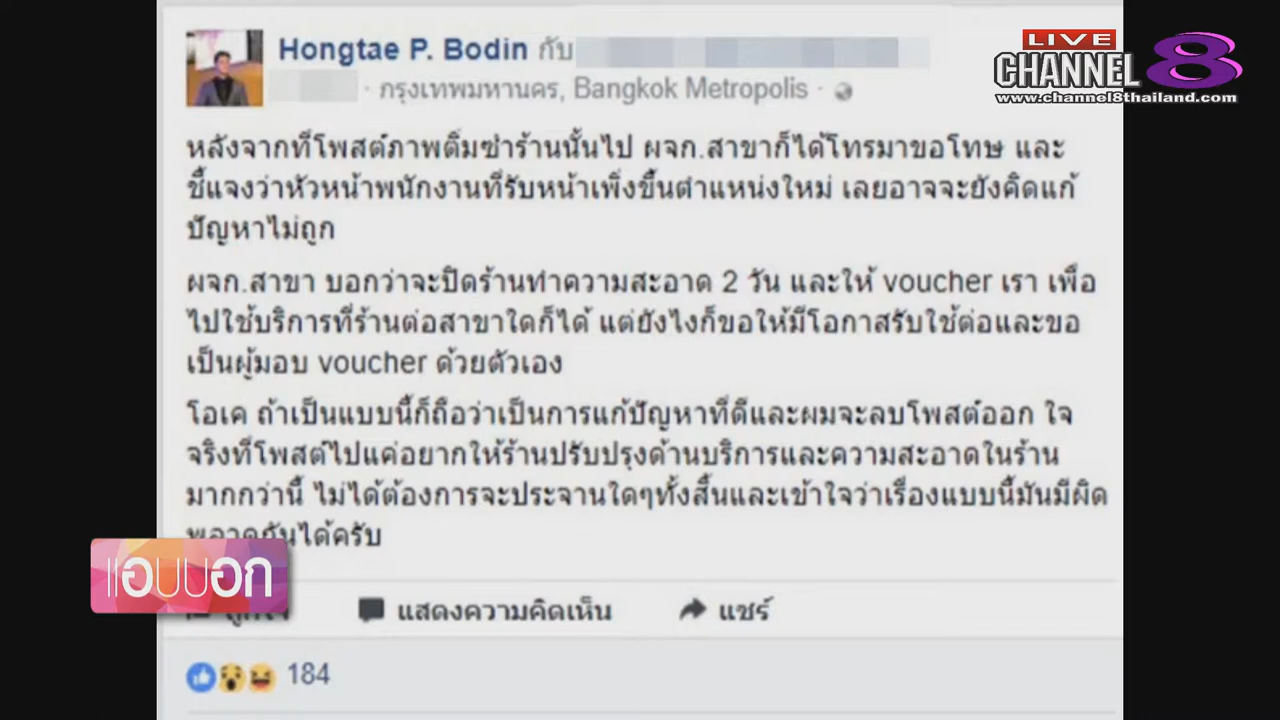 Hongtae P. Bodin กับ
กรุงเทพมหานคร, Bangkok Metropolis
LIVE
CHANNEL 8
www.channel8thailand.com
หลังจากที่โพสต์ภาพติ่มซำร้านนั้นไป ผจก.สาขาก็ได้โทรมาขอโทษ และ
ชี้แจงว่าหัวหน้าพนักงานที่รับหน้าเพิ่งขึ้นตำแหน่งใหม่ เลยอาจจะยังคิดแก้
ปัญหาไม่ถูก
ผจก.สาขา บอกว่าจะปิดร้านทำความสะอาด 2 วัน และให้ voucher เรา เพื่อ
ไปใช้บริการที่ร้านต่อสาขาใดก็ได้ แต่ยังไงก็ขอให้มีโอกาสรับใช้ต่อและขอ
เป็นผู้มอบ voucher ด้วยตัวเอง
โอเค ถ้าเป็นแบบนี้ก็ถือว่าเป็นการแก้ปัญหาที่ดีและผมจะลบโพสต์ออก ใจ
จริงที่โพสต์ไปแค่อยากให้ร้านปรับปรุงด้านบริการและความสะอาดในร้าน
มากกว่านี้ ไม่ได้ต้องการจะประจานใดๆทั้งสิ้นและเข้าใจว่าเรื่องแบบนี้มันมีผิด
พลาดกันได้ครับ
แอบบอก
ถูกใจ แสดงความคิดเห็น แชร์
184